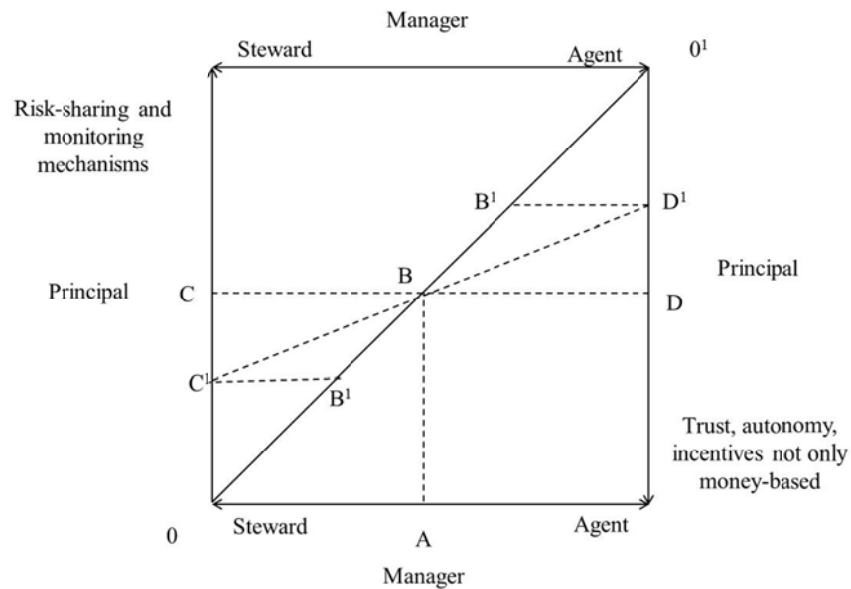 Manager
Steward
Agent
0¹
Risk-sharing and
monitoring
mechanisms
B¹
D¹
B
Principal
Principal
C
D
C¹
B¹
Trust, autonomy,
incentives not only
money-based
0
Steward
A
Agent
Manager